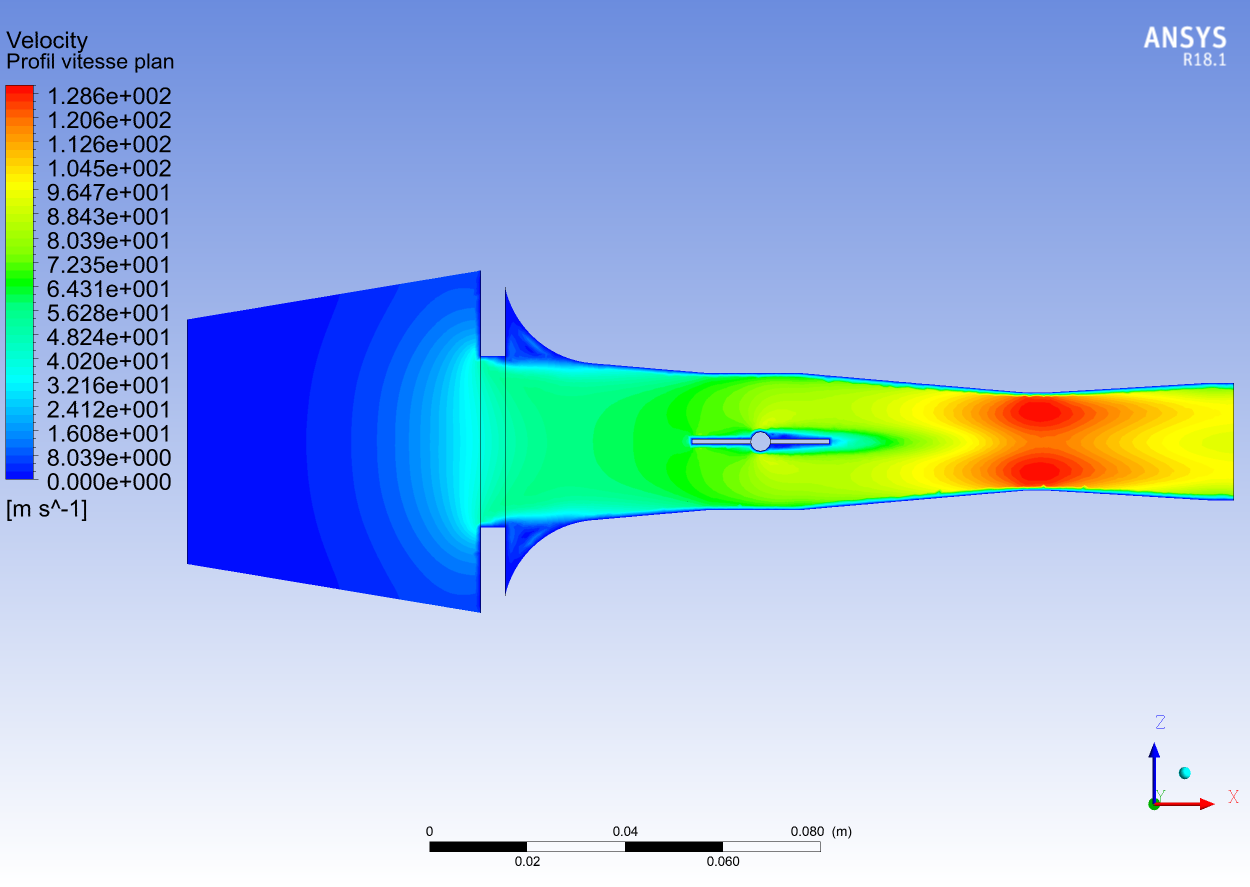 Velocity
Profil vitesse plan
1.286e+002
1.206e+002
1.126e+002
1.045e+002
9.647e+001
8.843e+001
8.039e+001
7.235e+001
6.431e+001
5.628e+001
4.824e+001
4.020e+001
3.216e+001
2.412e+001
1.608e+001
8.039e+000
0.000e+000
[m s^-1]
ANSYS
R18.1
Z
Y
X
0 0.04 0.080 (m)
0.02 0.060